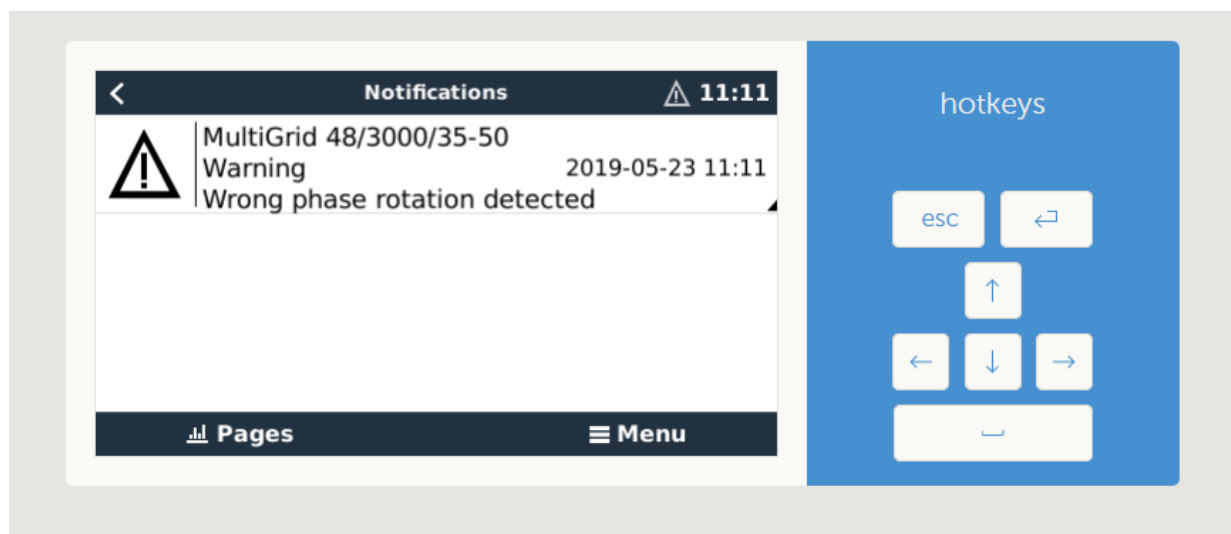 Notifications 11:11
MultiGrid 48/3000/35-50
Warning 2019-05-23 11:11
Wrong phase rotation detected
Pages Menu
hotkeys
esc